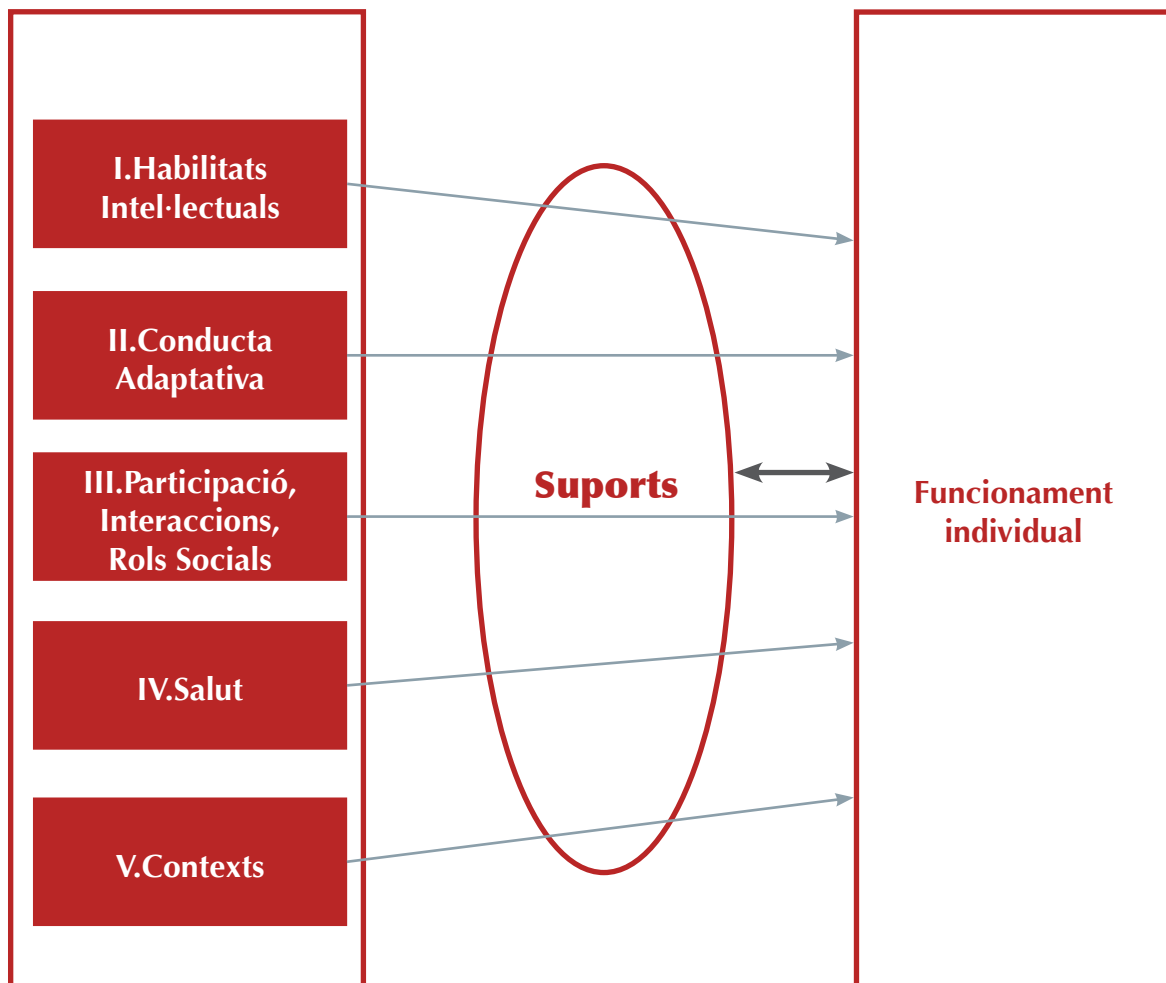 I.Habilitats
Intel·lectuals
II.Conducta
Adaptativa
III.Participació,
Interaccions,
Rols Socials
IV.Salut
V.Contexts
Suports
Funcionament
individual